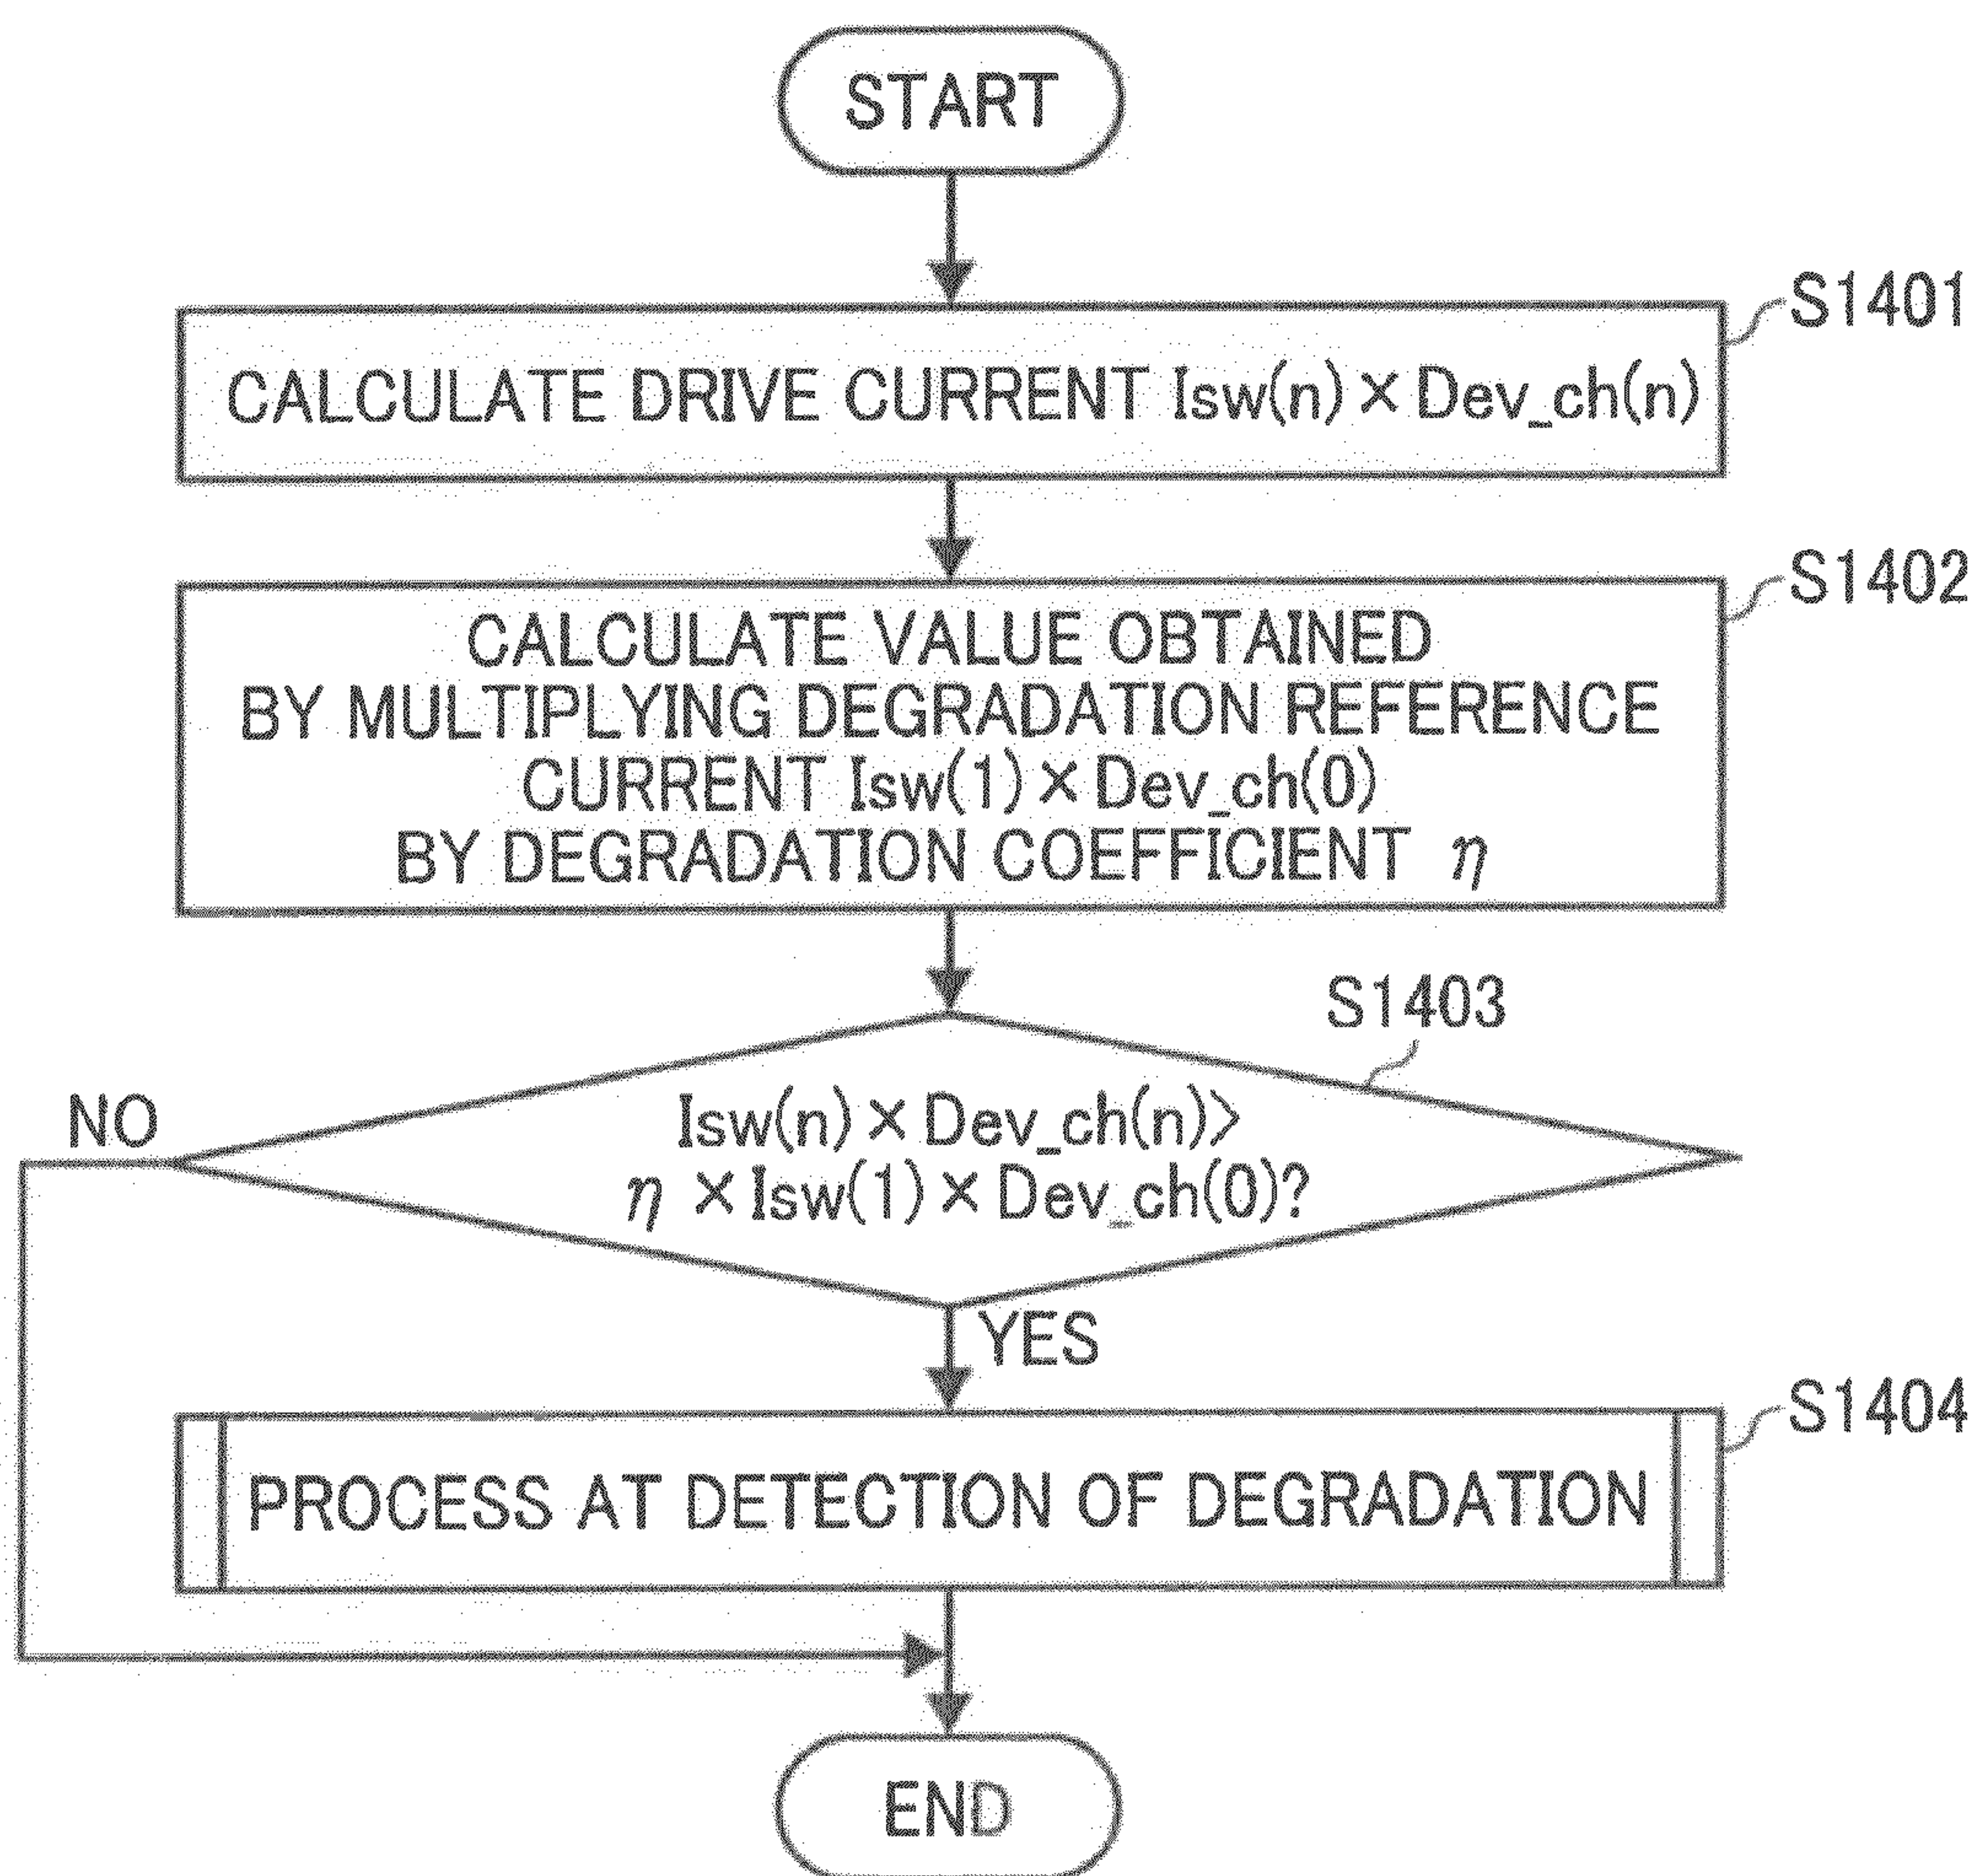 START
S1401
CALCULATE DRIVE CURRENT Isw(n) × Dev_ch(n)
S1402
CALCULATE VALUE OBTAINED
BY MULTIPLYING DEGRADATION REFERENCE
CURRENT Isw(1) × Dev_ch(0)
BY DEGRADATION COEFFICIENT η
S1403
NO
Isw(n) × Dev_ch(n)>
η × Isw(1) × Dev_ch(0)?
YES
S1404
PROCESS AT DETECTION OF DEGRADATION
END